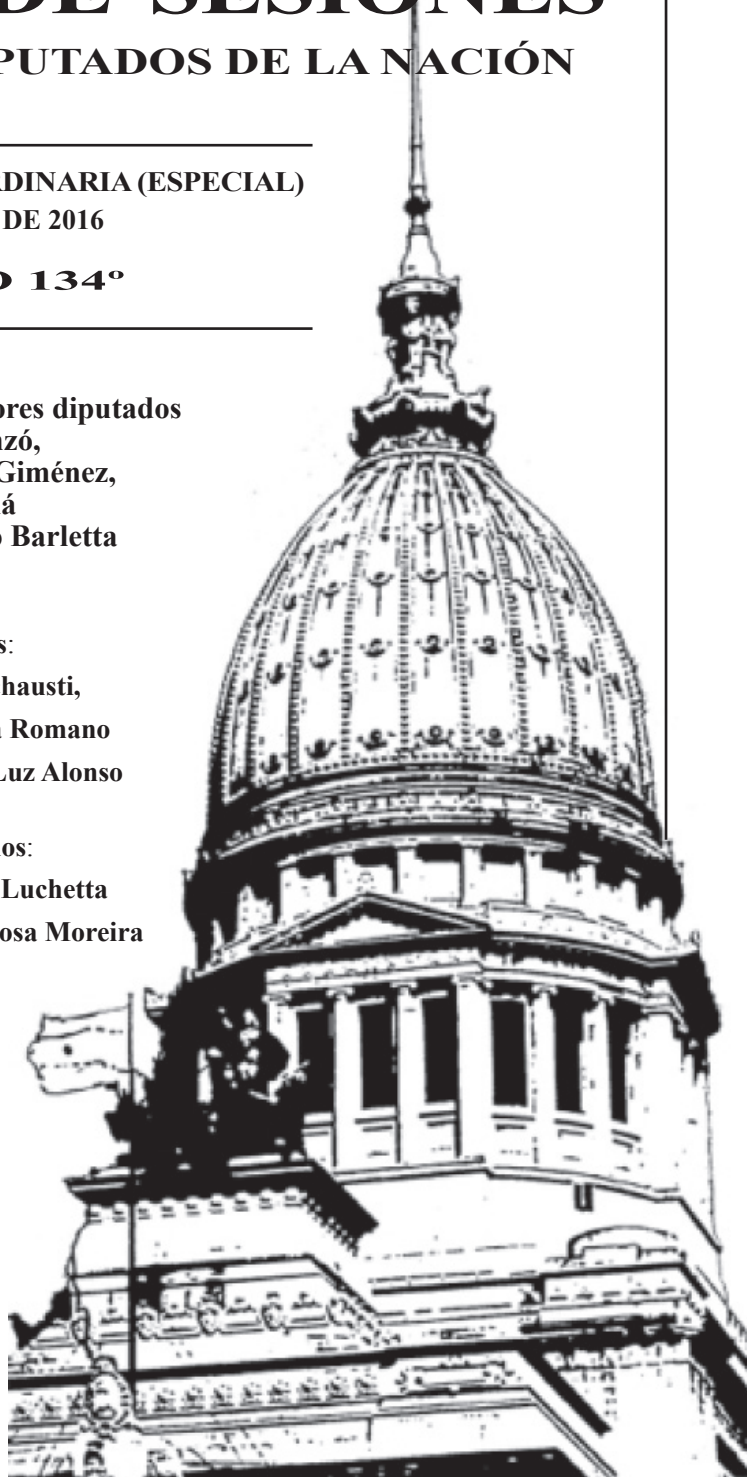 DE SESIONES
PUTADOS DE LA NACIÓN
RDINARIA (ESPECIAL)
DE 2016
O 134º
ores diputados
nzó,
Giménez,
á
o Barletta
s:
hausti,
a Romano
Luz Alonso
os:
Luchetta
osa Moreira